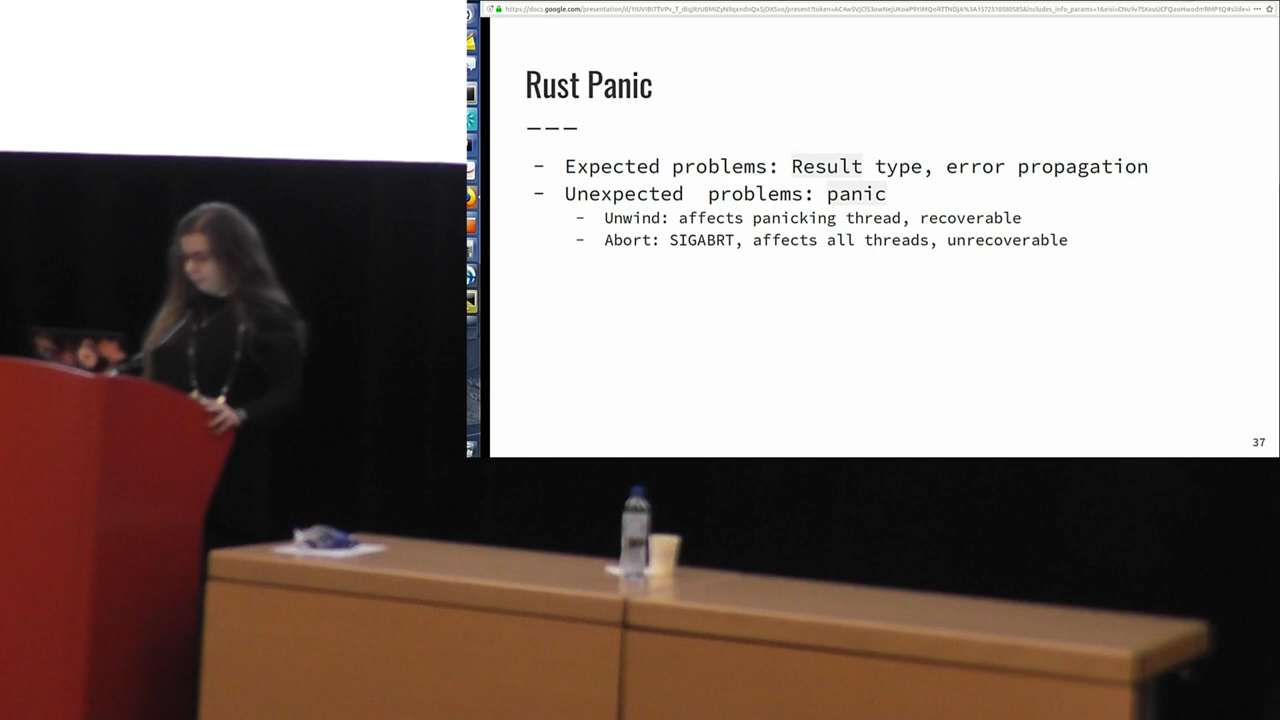 Rust Panic
---
- Expected problems: Result type, error propagation
- Unexpected problems: panic
- Unwind: affects panicking thread, recoverable
- Abort: SIGABRT, affects all threads, unrecoverable
37